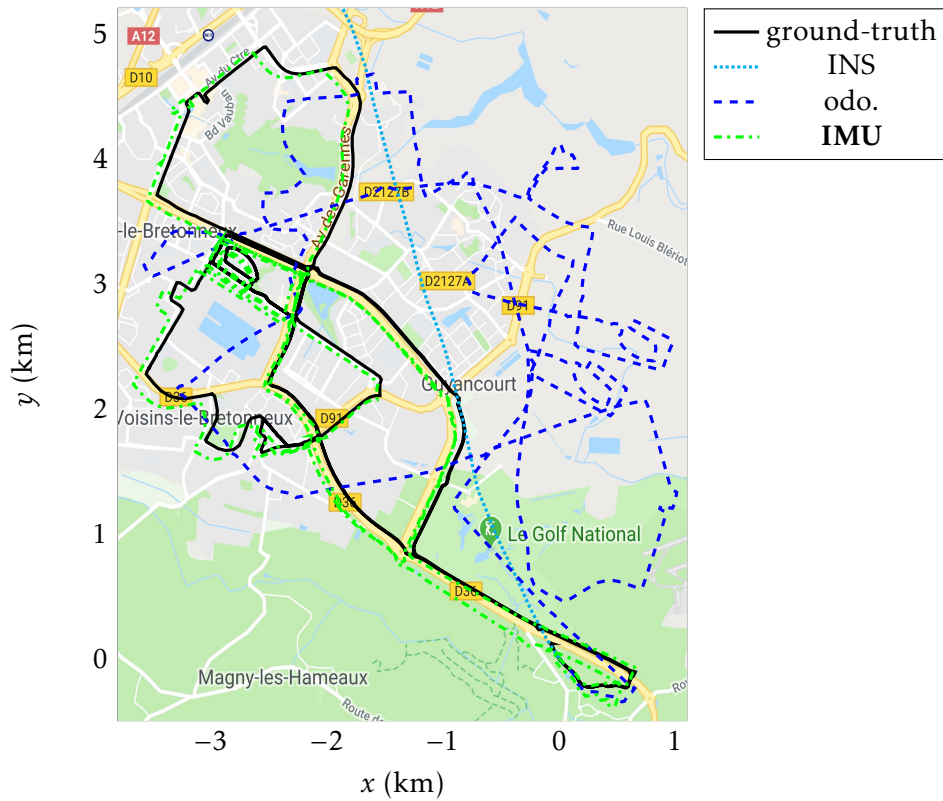 5
4
3
2
1
0
y (km)
−3
−2
−1
0
1
x (km)
ground-truth
INS
odo.
IMU
A12
A13
D10
Av du Ctre
Bd Vauban
Av des Garennes
D2127B
-le-Bretonneux
Rue Louis Blériot
D2127A
D91
Guyancourt
D36
Voisins-le-Bretonneux
D91
D36
Le Golf National
D36
Magny-les-Hameaux
Route de
Ro